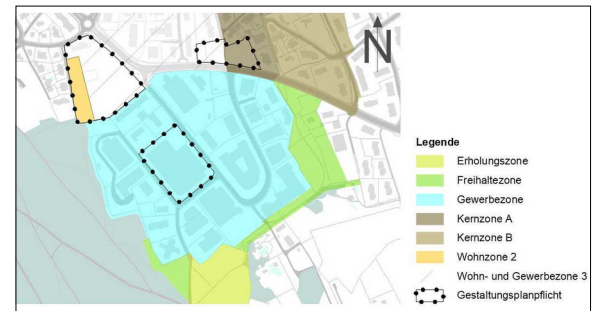 N
Legende
Erholungszone
Freihaltezone
Gewerbezone
Kernzone A
Kernzone B
Wohnzone 2
Wohn- und Gewerbezone 3
Gestaltungsplanpflicht